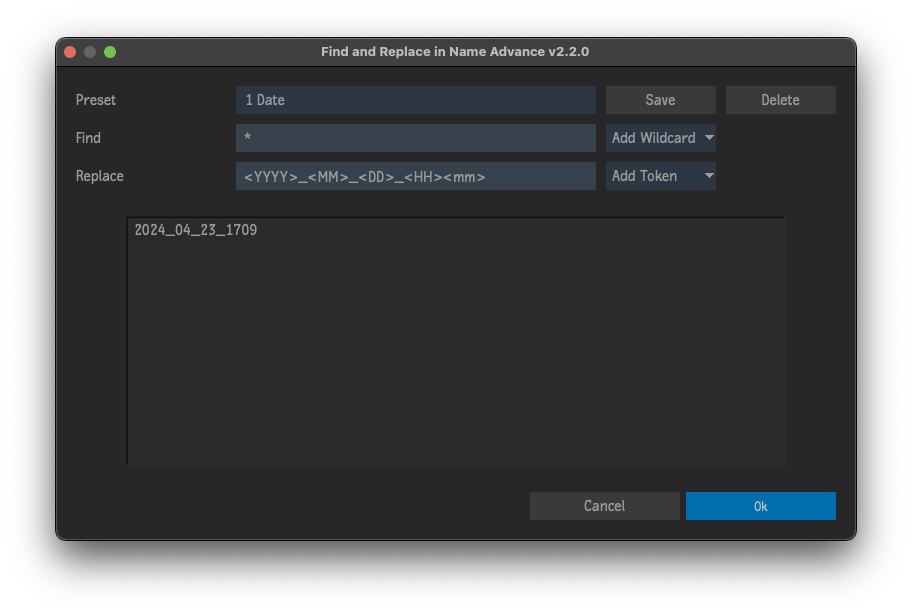 Find and Replace in Name Advance v2.2.0
Preset 1 Date Save Delete
Find * Add Wildcard
Replace <YYYY>_<MM>_<DD>_<HH><mm> Add Token
2024_04_23_1709
Cancel Ok